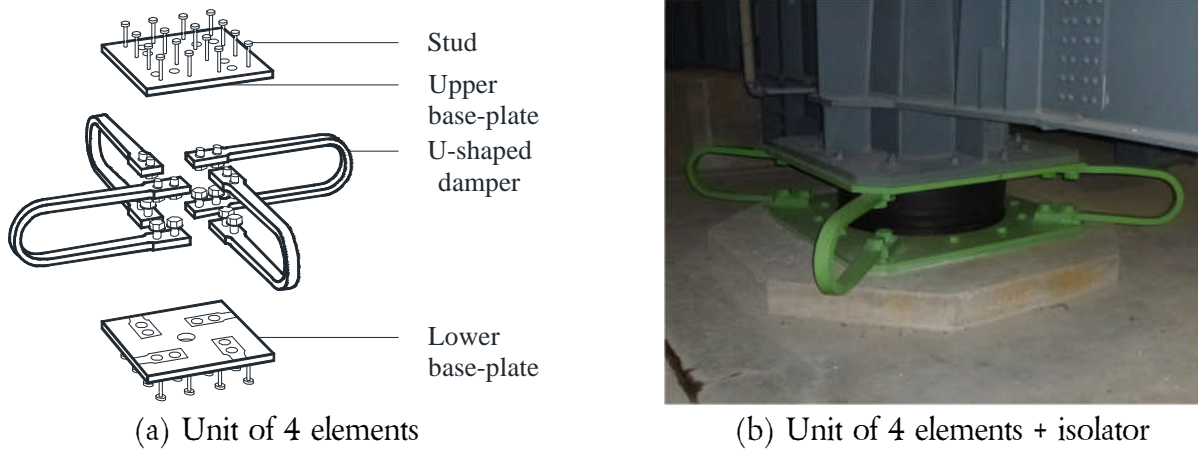 Stud
Upper
base-plate
U-shaped
damper
Lower
base-plate
(a) Unit of 4 elements
(b) Unit of 4 elements + isolator